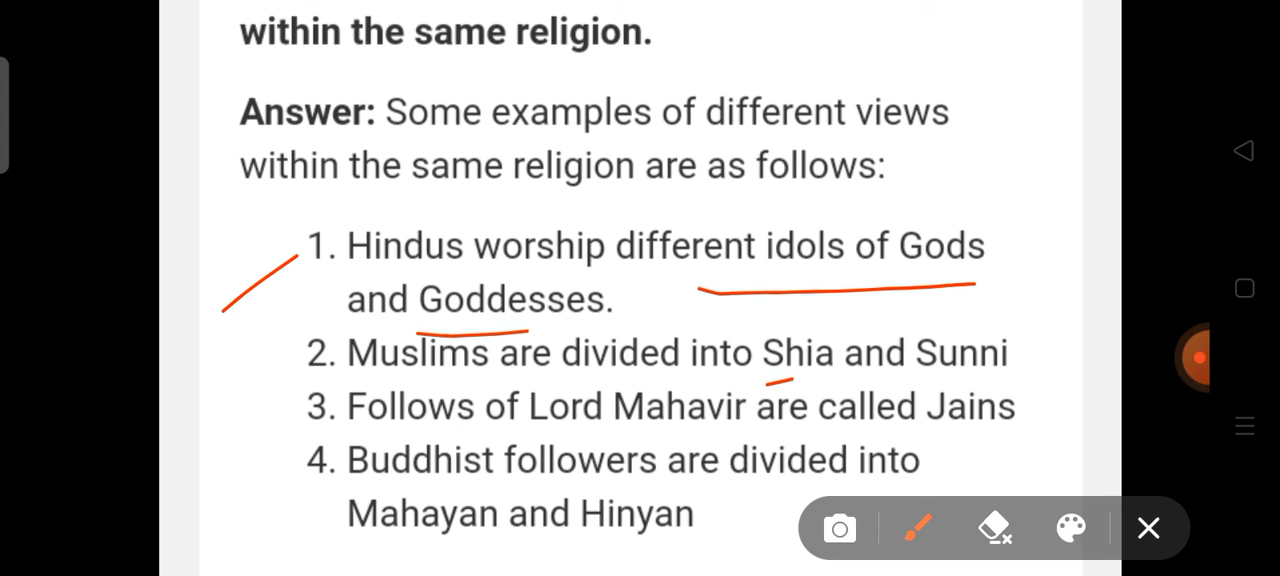 within the same religion.
Answer: Some examples of different views
within the same religion are as follows:
1. Hindus worship different idols of Gods
and Goddesses.
2. Muslims are divided into Shia and Sunni
3. Follows of Lord Mahavir are called Jains
4. Buddhist followers are divided into
Mahayan and Hinyan